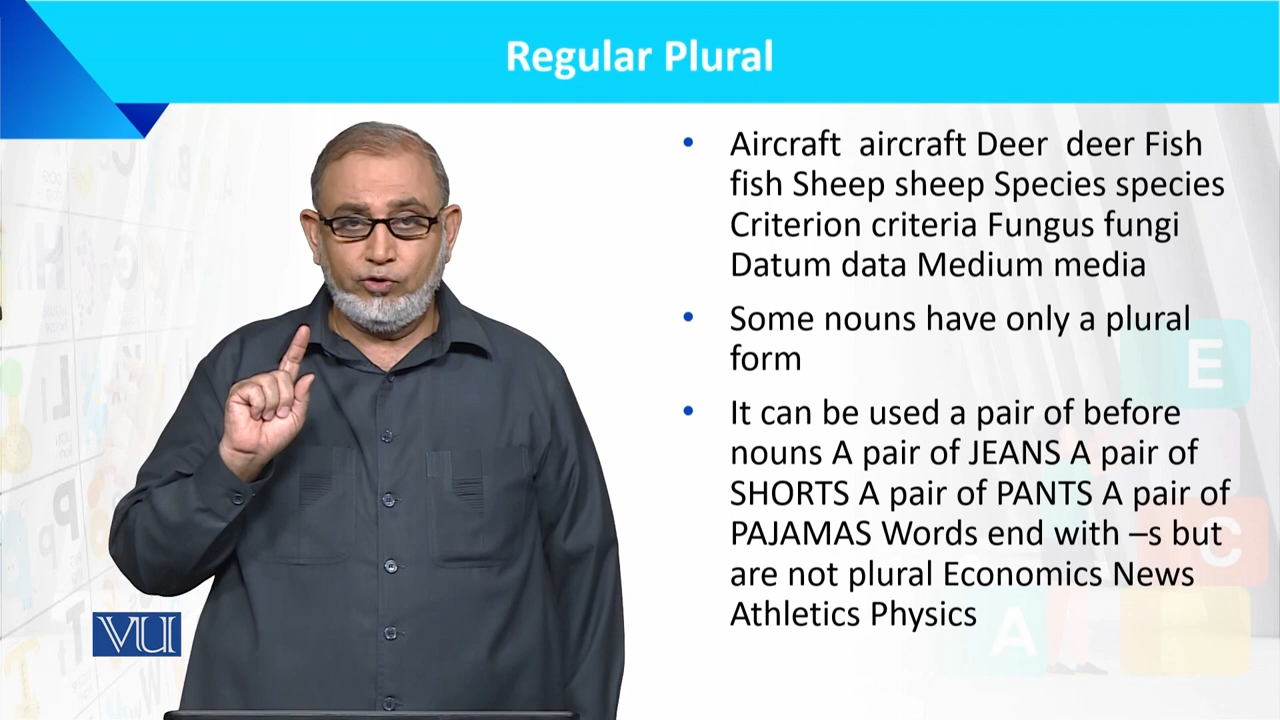 Regular Plural
• Aircraft  aircraft Deer  deer Fish
fish Sheep sheep Species species
Criterion criteria Fungus fungi
Datum data Medium media
• Some nouns have only a plural
form
• It can be used a pair of before
nouns A pair of JEANS A pair of
SHORTS A pair of PANTS A pair of
PAJAMAS Words end with –s but
are not plural Economics News
Athletics Physics
VU
E
C
A